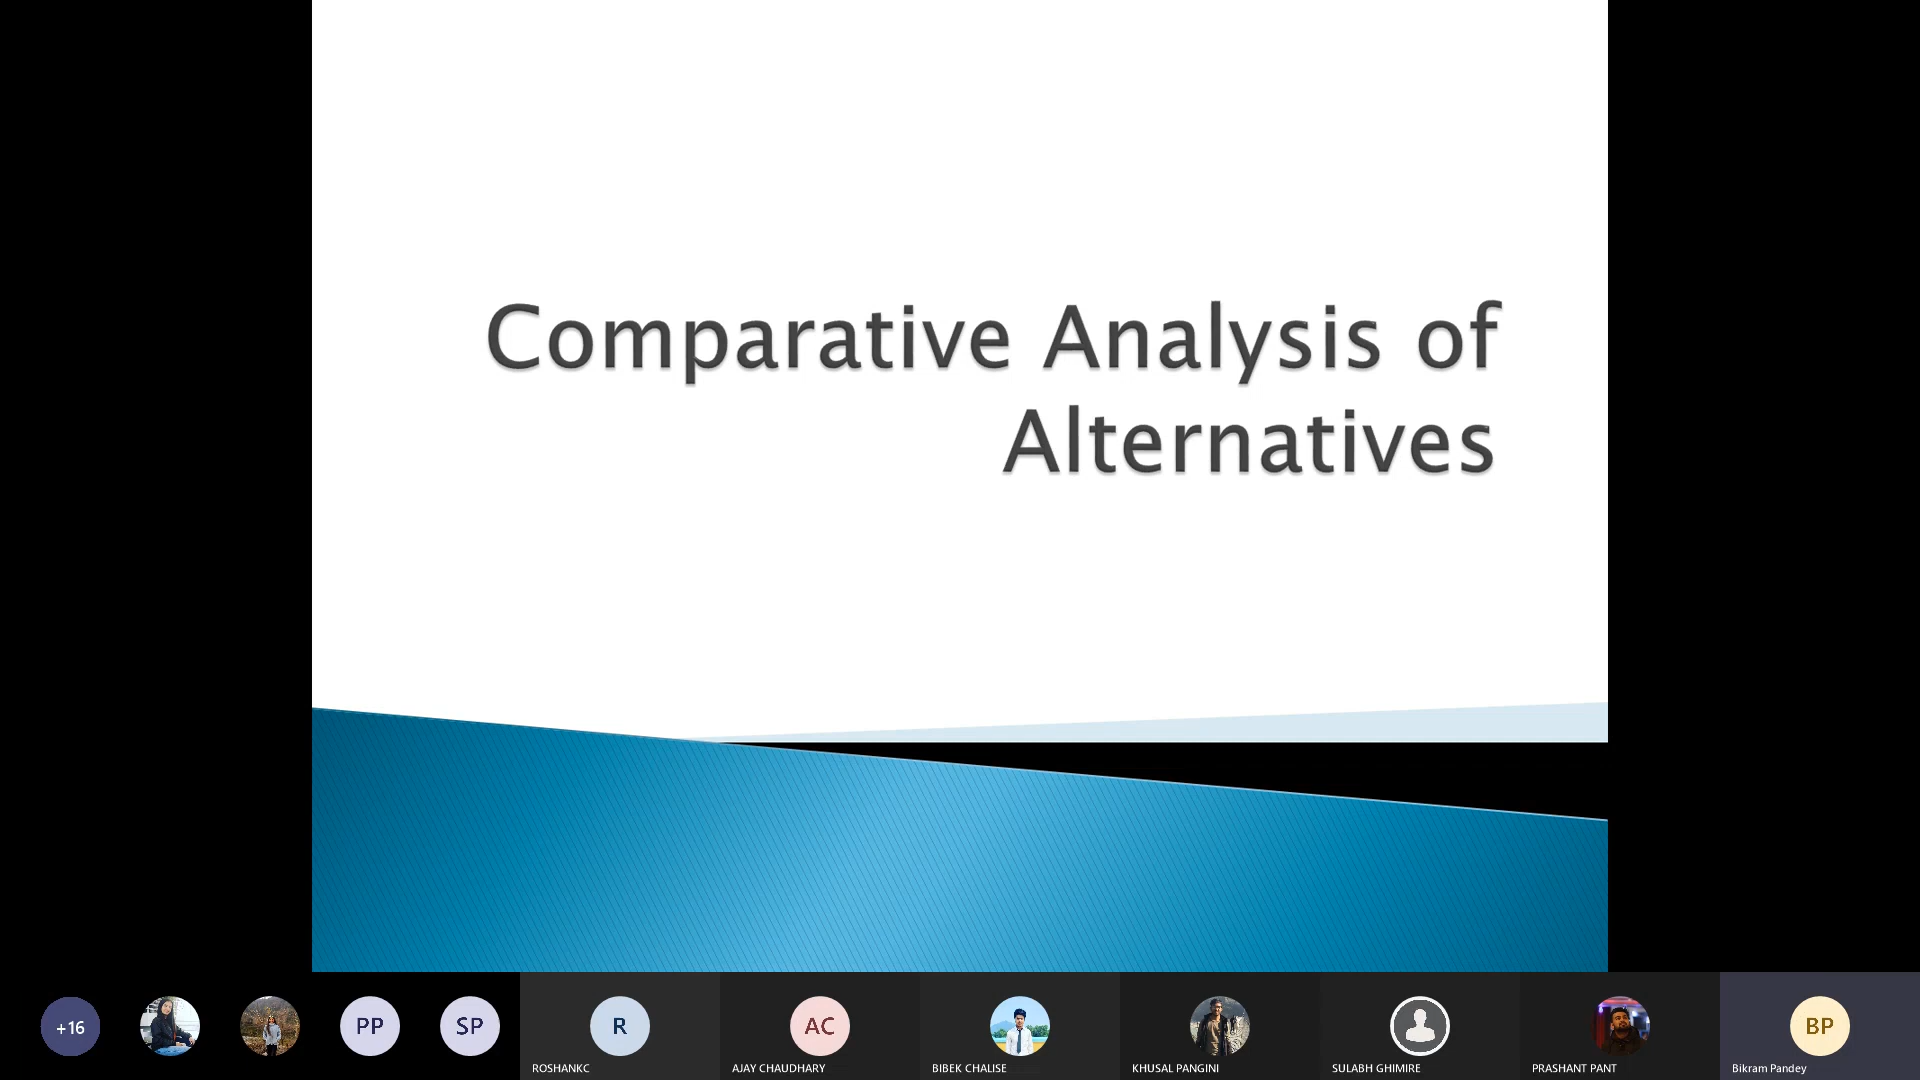 Comparative Analysis of
Alternatives
+16
PP
SP
R
ROSHANKC
AC
AJAY CHAUDHARY
BIBEK CHALISE
KHUSAL PANGINI
SULABH GHIMIRE
PRASHANT PANT
BP
Bikram Pandey